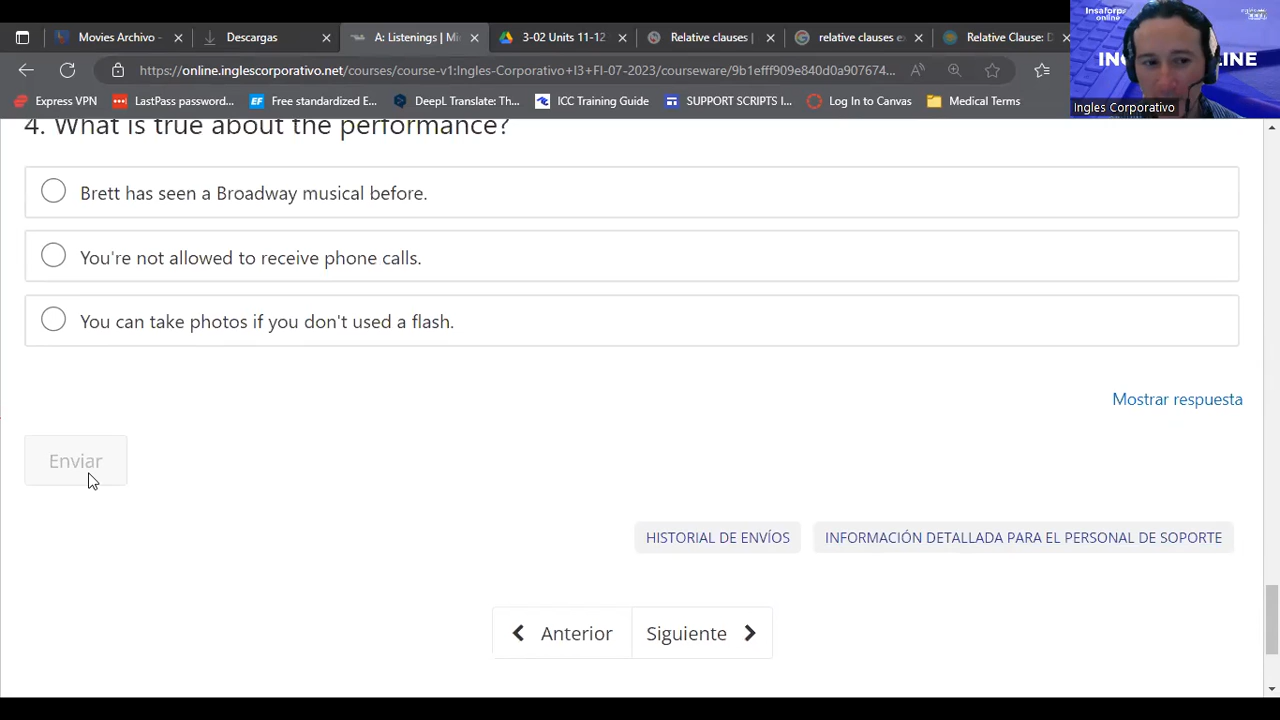 Movies Archivo -
Descargas
A: Listenings | Mi
3-02 Units 11-12
Relative clauses |
relative clauses e
Relative Clause: D
https://online.inglescorporativo.net/courses/course-v1:Ingles-Corporativo+I3+FI-07-2023/courseware/9b1efff909e840d0a907674...
Express VPN
LastPass password...
Free standardized E...
DeepL Translate: Th...
ICC Training Guide
SUPPORT SCRIPTS I...
Log In to Canvas
Medical Terms
Insaforp
online
IN
INE
Ingles Corporativo
4. What is true about the performance?
Brett has seen a Broadway musical before.
You're not allowed to receive phone calls.
You can take photos if you don't used a flash.
Mostrar respuesta
Enviar
HISTORIAL DE ENVÍOS
INFORMACIÓN DETALLADA PARA EL PERSONAL DE SOPORTE
Anterior
Siguiente